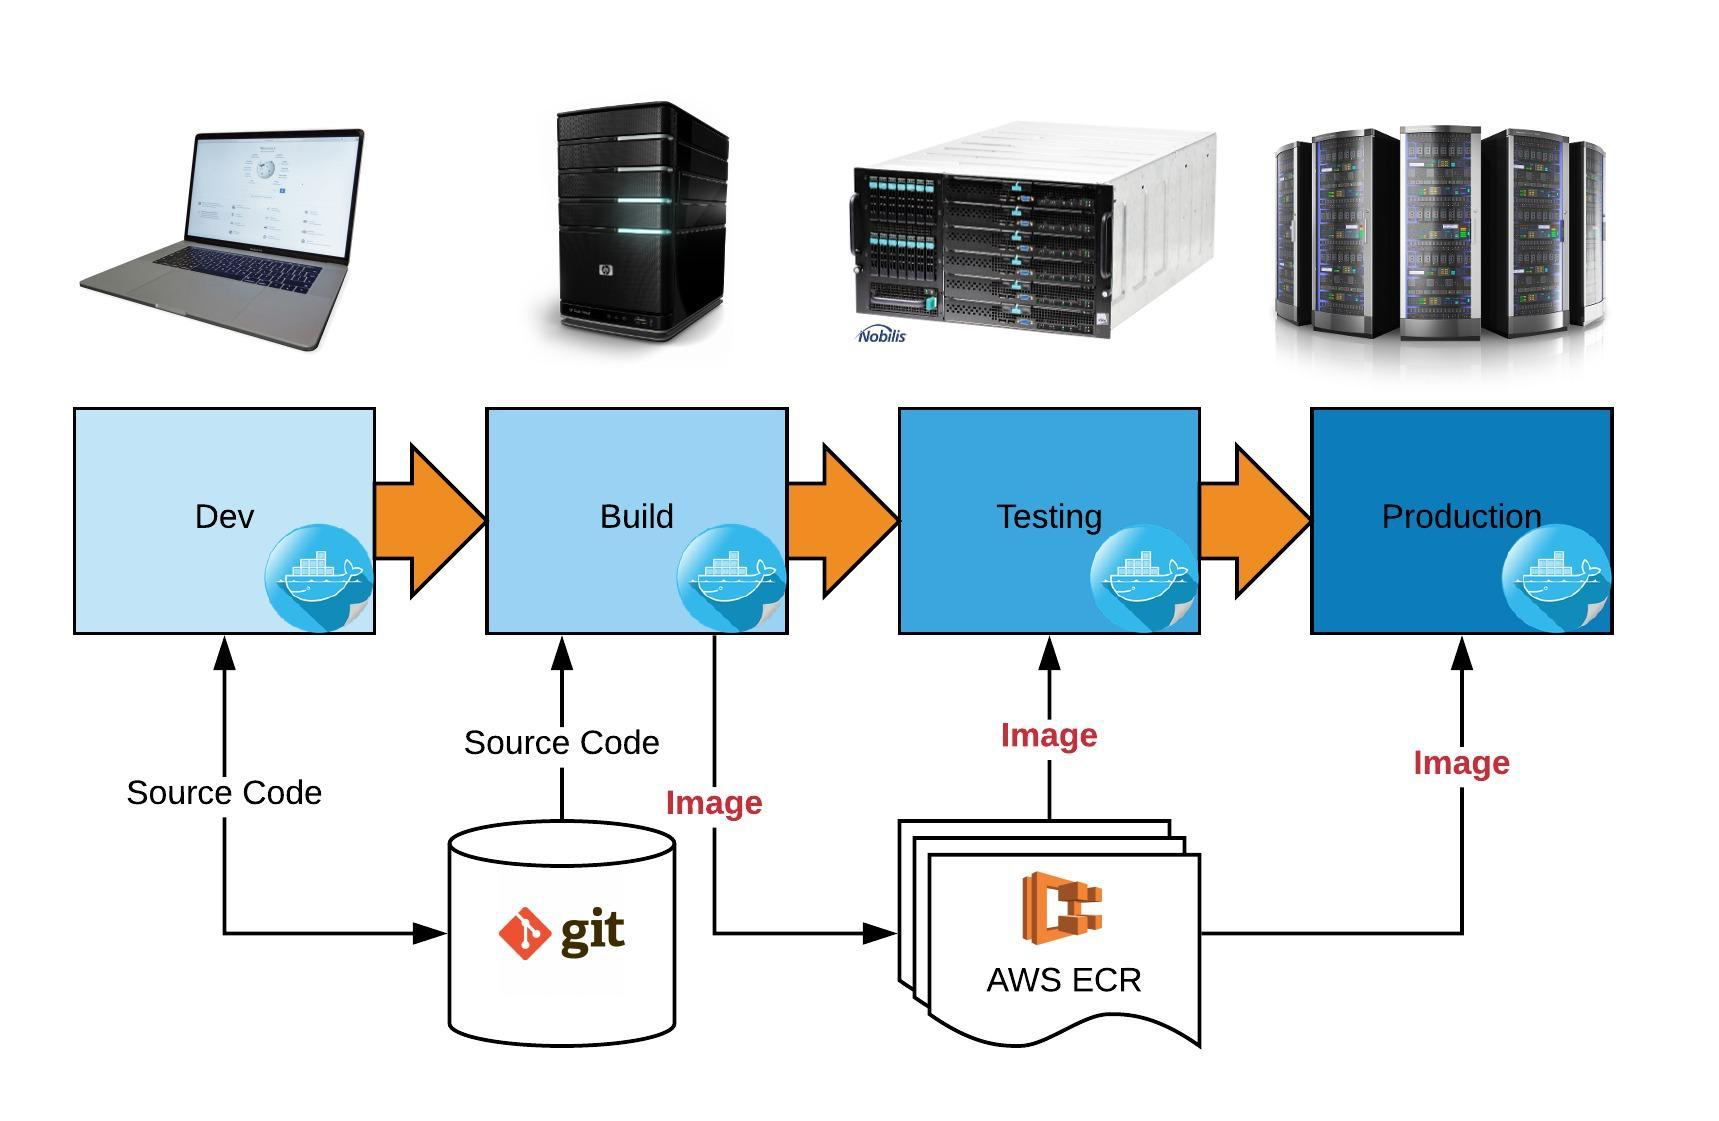 Nobilis
Dev
Build
Testing
Production
Source Code
Source Code
Image
Image
Image
git
AWS ECR